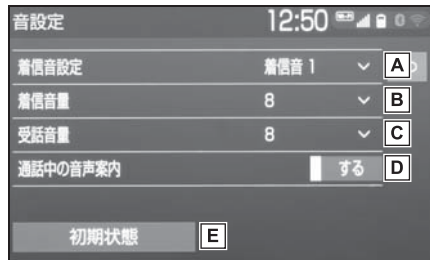 音設定 12:50
着信音設定 着信音 1 A
着信音量 8 B
受話音量 8 C
通話中の音声案内 する D
初期状態 E